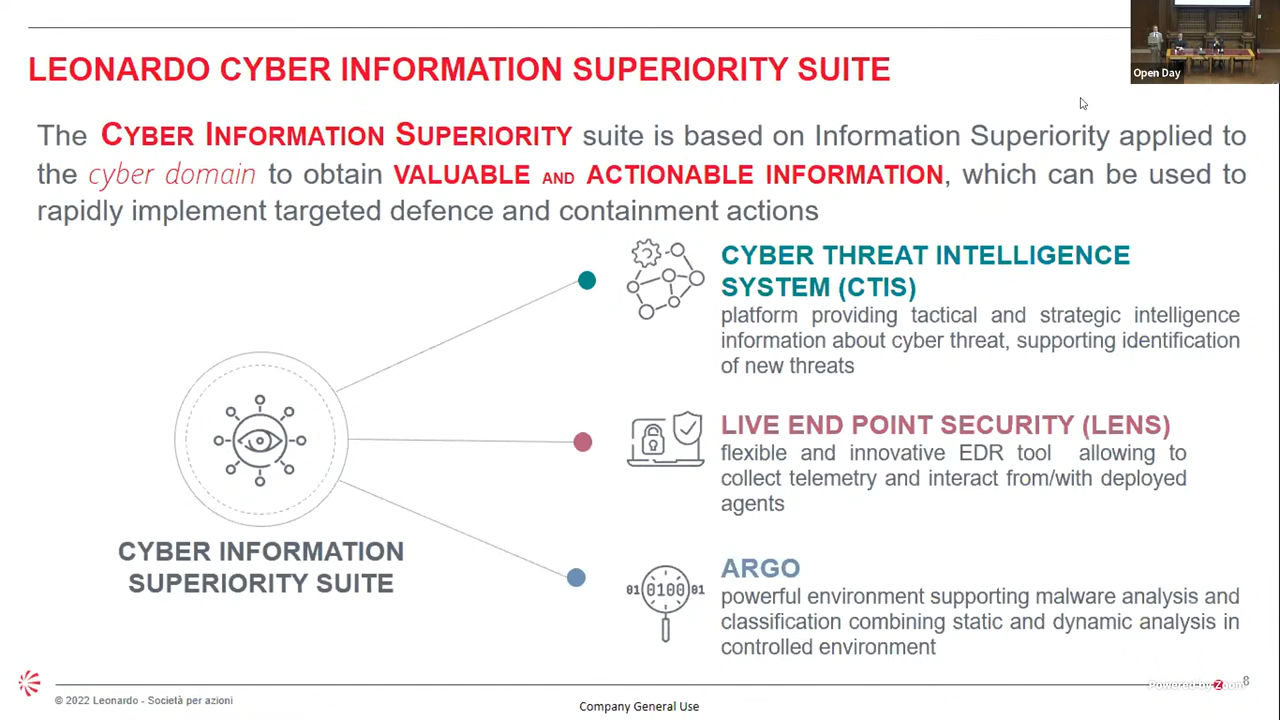 LEONARDO CYBER INFORMATION SUPERIORITY SUITE
Open Day
The CYBER INFORMATION SUPERIORITY suite is based on Information Superiority applied to
the cyber domain to obtain VALUABLE AND ACTIONABLE INFORMATION, which can be used to
rapidly implement targeted defence and containment actions
CYBER THREAT INTELLIGENCE
SYSTEM (CTIS)
platform providing tactical and strategic intelligence
information about cyber threat, supporting identification
of new threats
LIVE END POINT SECURITY (LENS)
flexible and innovative EDR tool allowing to
collect telemetry and interact from/with deployed
agents
CYBER INFORMATION
SUPERIORITY SUITE
ARGO
01 0100 01
powerful environment supporting malware analysis and
classification combining static and dynamic analysis in
controlled environment
Powered by Zoom
8
© 2022 Leonardo - Società per azioni
Company General Use